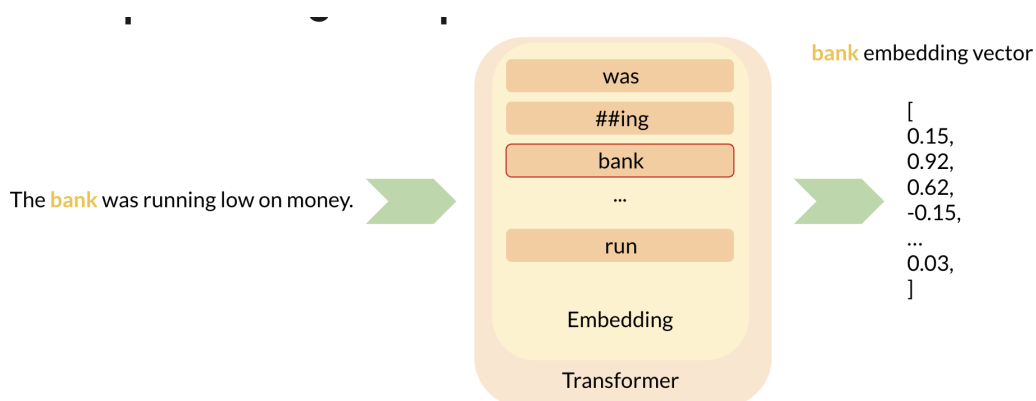 The bank was running low on money.
was
##ing
bank
...
run
Embedding
Transformer
bank embedding vector
[
0.15,
0.92,
0.62,
-0.15,
...
0.03,
]